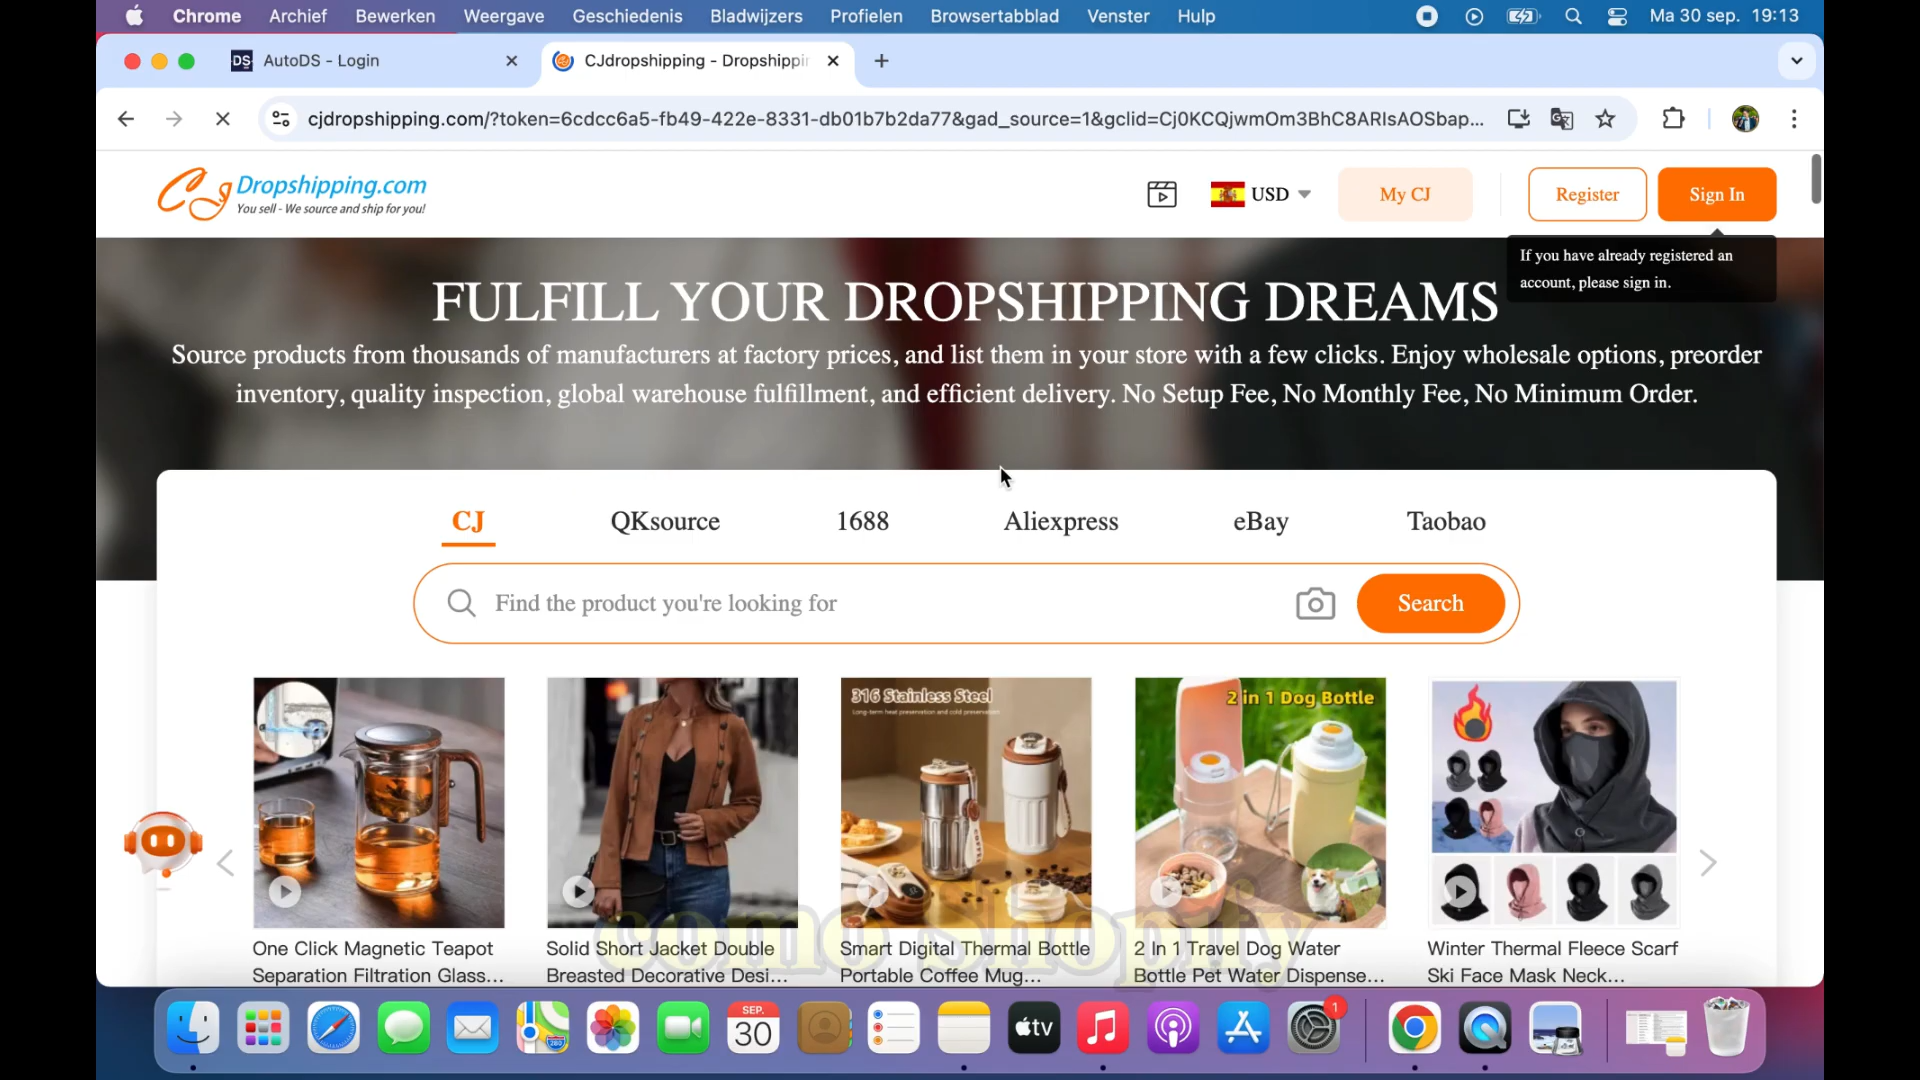 Chrome Archief Bewerken Weergave Geschiedenis Bladwijzers Profielen Browsertabblad Venster Hulp Ma 30 sep. 19:13
DS AutoDS - Login CJdropshipping - Dropshippi
cjdropshipping.com/?token=6cdcc6a5-fb49-422e-8331-db01b7b2da77&gad_source=1&gclid=Cj0KCQjwmOm3BhC8ARIsAOSbap...
CJ Dropshipping.com
You sell - We source and ship for you!
USD My CJ Register Sign In
If you have already registered an
account, please sign in.
FULFILL YOUR DROPSHIPPING DREAMS
Source products from thousands of manufacturers at factory prices, and list them in your store with a few clicks. Enjoy wholesale options, preorder
inventory, quality inspection, global warehouse fulfillment, and efficient delivery. No Setup Fee, No Monthly Fee, No Minimum Order.
CJ QKsource 1688 Aliexpress eBay Taobao
Find the product you're looking for Search
316 Stainless Steel
Long-term heat preservation and cold preservation
2 in 1 Dog Bottle
come shopify
One Click Magnetic Teapot
Separation Filtration Glass...
Solid Short Jacket Double
Breasted Decorative Desi...
Smart Digital Thermal Bottle
Portable Coffee Mug...
2 In 1 Travel Dog Water
Bottle Pet Water Dispense...
Winter Thermal Fleece Scarf
Ski Face Mask Neck...
SEP.
30
280
tv
1